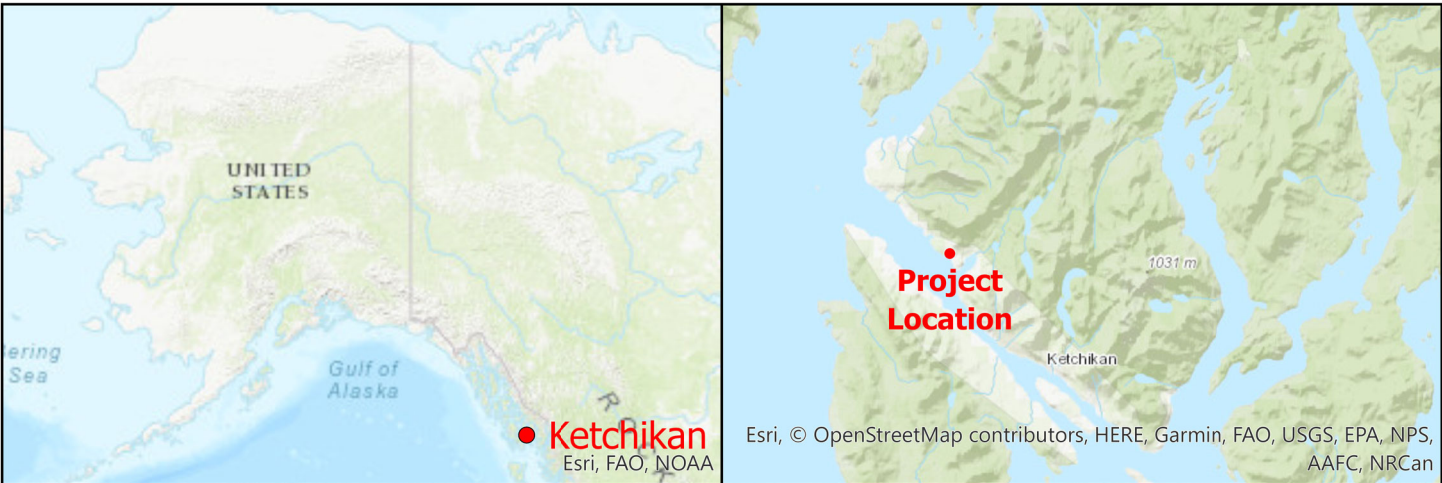 UNITED
STATES
ering
Sea
Gulf of
Alaska
Ketchikan
Esri, FAO, NOAA
1031 m
Project
Location
Ketchikan
Esri, © OpenStreetMap contributors, HERE, Garmin, FAO, USGS, EPA, NPS,
AAFC, NRCan